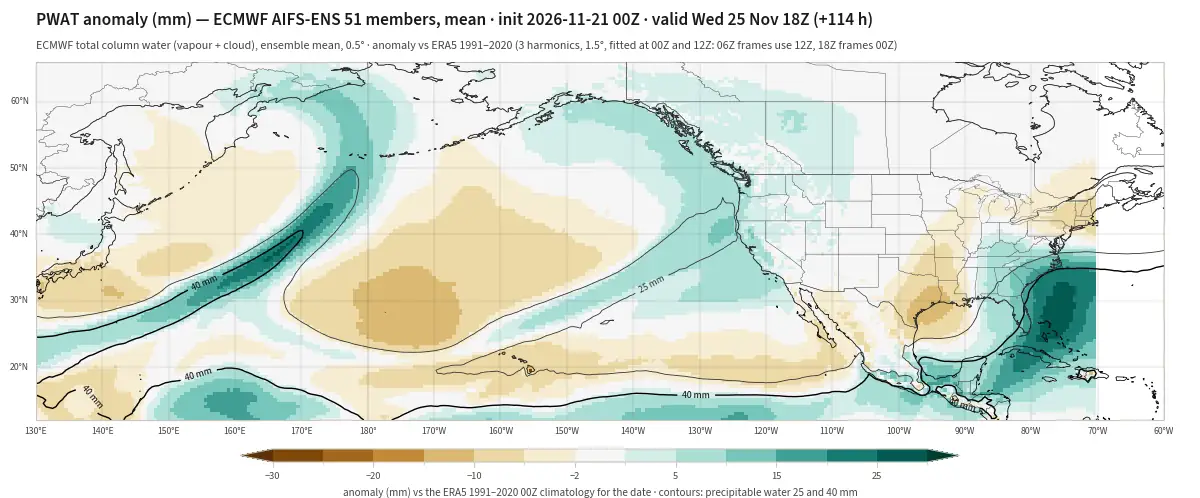 PWAT anomaly (mm) — ECMWF AIFS-ENS 51 members, mean · init 2026-11-21 00Z · valid Wed 25 Nov 18Z (+114 h)
ECMWF total column water (vapour + cloud), ensemble mean, 0.5° · anomaly vs ERA5 1991–2020 (3 harmonics, 1.5°, fitted at 00Z and 12Z: 06Z frames use 12Z, 18Z frames 00Z)
60°N
50°N
40°N
30°N
20°N
40 mm
25 mm
40 mm
40 mm
40 mm
40 mm
130°E 140°E 150°E 160°E 170°E 180° 170°W 160°W 150°W 140°W 130°W 120°W 110°W 100°W 90°W 80°W 70°W 60°W
−30 −20 −10 −2 5 15 25
anomaly (mm) vs the ERA5 1991–2020 00Z climatology for the date · contours: precipitable water 25 and 40 mm